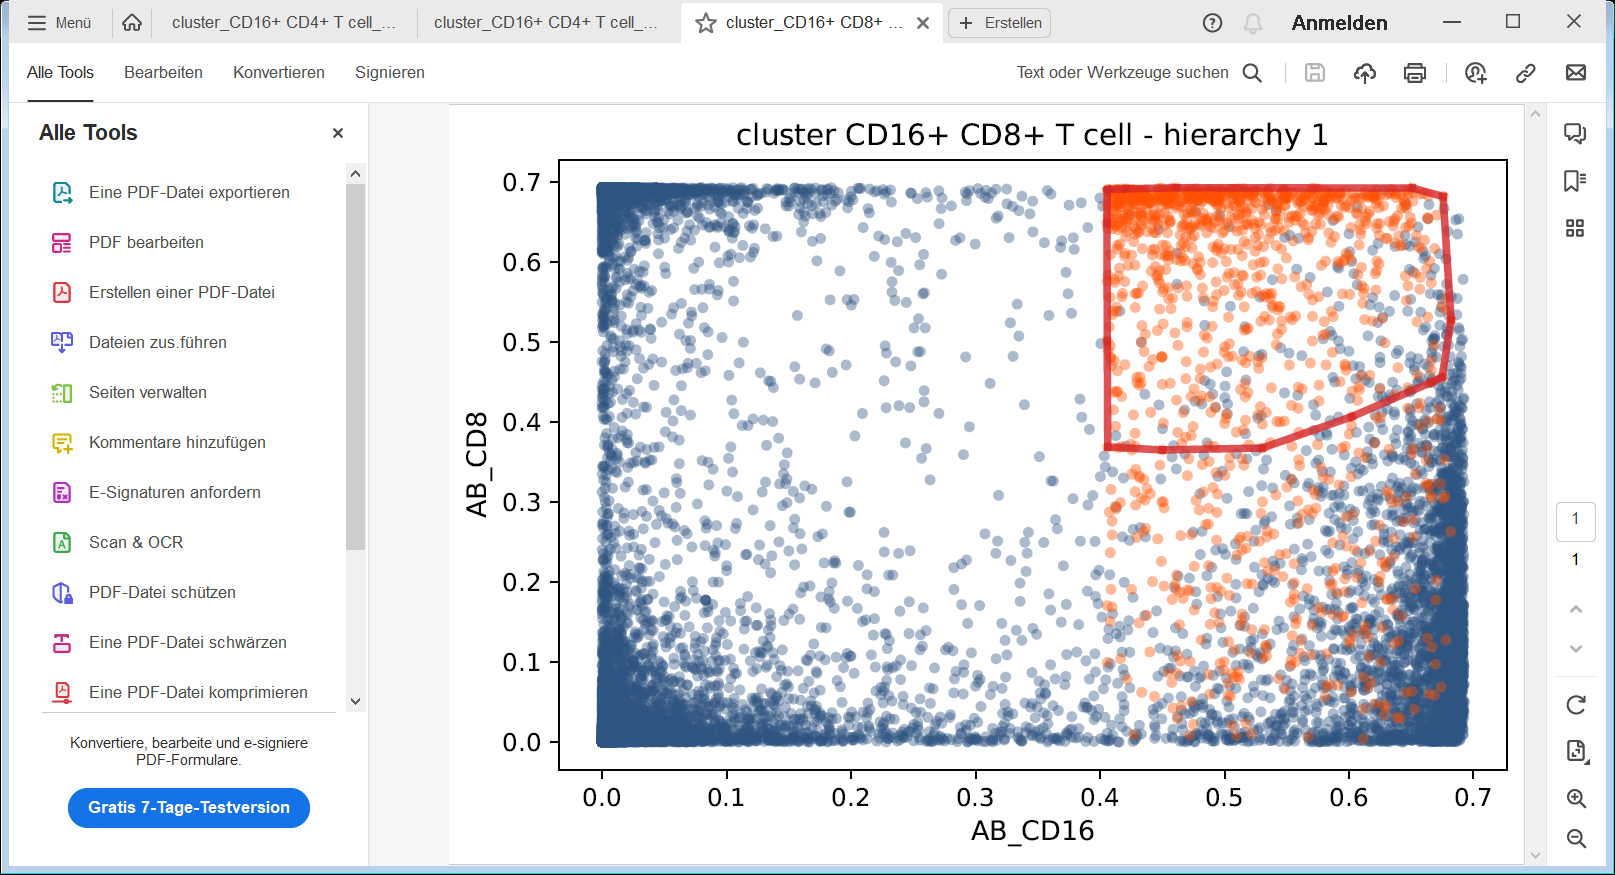 Menü
cluster_CD16+ CD4+ T cell_...
cluster_CD16+ CD4+ T cell_...
cluster_CD16+ CD8+ ...
Erstellen
Anmelden
Alle Tools
Bearbeiten
Konvertieren
Signieren
Text oder Werkzeuge suchen
Alle Tools
Eine PDF-Datei exportieren
PDF bearbeiten
Erstellen einer PDF-Datei
Dateien zus.führen
Seiten verwalten
Kommentare hinzufügen
E-Signaturen anfordern
Scan & OCR
PDF-Datei schützen
Eine PDF-Datei schwärzen
Eine PDF-Datei komprimieren
Konvertiere, bearbeite und e-signiere
PDF-Formulare.
Gratis 7-Tage-Testversion
cluster CD16+ CD8+ T cell - hierarchy 1
0.7
0.6
0.5
0.4
0.3
0.2
0.1
0.0
AB_CD8
0.0
0.1
0.2
0.3
0.4
0.5
0.6
0.7
AB_CD16
1
1